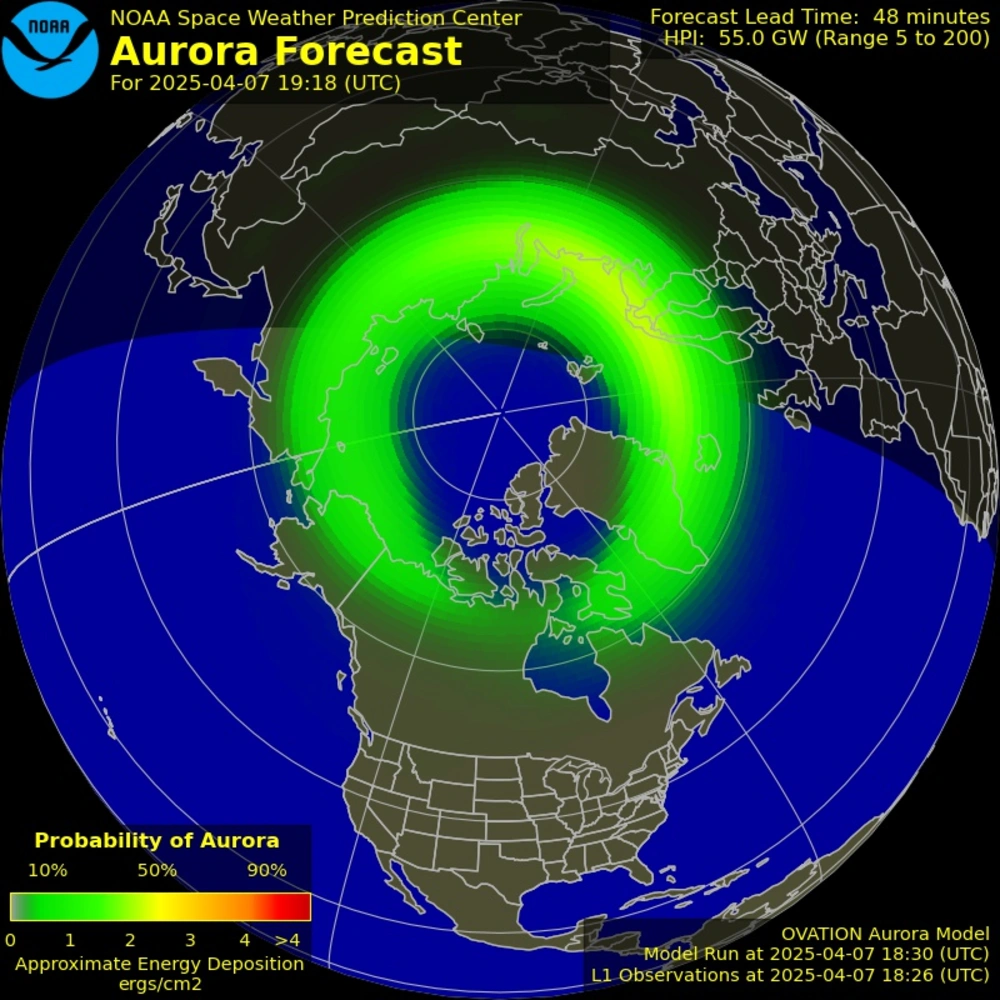 NOAA
NOAA Space Weather Prediction Center
Aurora Forecast
For 2025-04-07 19:18 (UTC)
Forecast Lead Time: 48 minutes
HPI: 55.0 GW (Range 5 to 200)
Probability of Aurora
10% 50% 90%
0 1 2 3 4 >4
Approximate Energy Deposition
ergs/cm2
OVATION Aurora Model
Model Run at 2025-04-07 18:30 (UTC)
L1 Observations at 2025-04-07 18:26 (UTC)